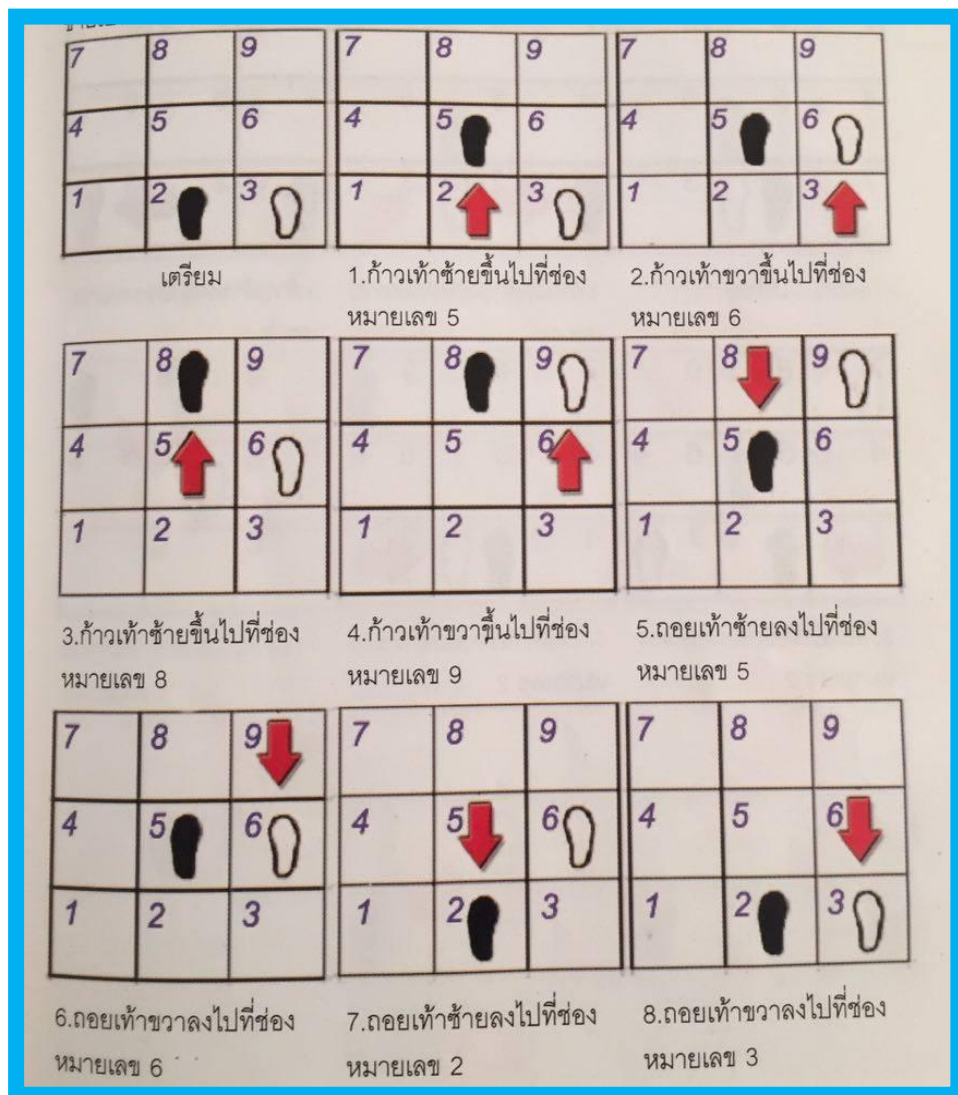 7 8 9 7 8 9 7 8 9
4 5 6 4 5 6 4 5 6
1 2 3 1 2 3 1 2 3
เตรียม
1.ก้าวเท้าซ้ายขึ้นไปที่ช่อง
หมายเลข 5
2.ก้าวเท้าขวาขึ้นไปที่ช่อง
หมายเลข 6
7 8 9 7 8 9 7 8 9
4 5 6 4 5 6 4 5 6
1 2 3 1 2 3 1 2 3
3.ก้าวเท้าซ้ายขึ้นไปที่ช่อง
หมายเลข 8
4.ก้าวเท้าขวาขึ้นไปที่ช่อง
หมายเลข 9
5.ถอยเท้าซ้ายลงไปที่ช่อง
หมายเลข 5
7 8 9 7 8 9 7 8 9
4 5 6 4 5 6 4 5 6
1 2 3 1 2 3 1 2 3
6.ถอยเท้าขวาลงไปที่ช่อง
หมายเลข 6
7.ถอยเท้าซ้ายลงไปที่ช่อง
หมายเลข 2
8.ถอยเท้าขวาลงไปที่ช่อง
หมายเลข 3